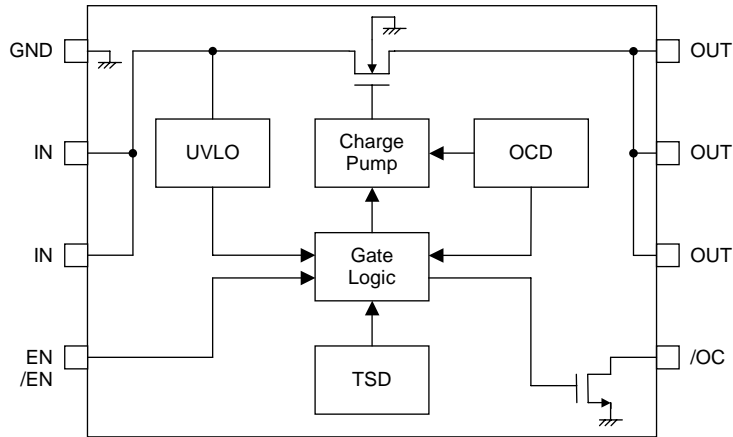 GND
OUT
IN
UVLO
Charge
Pump
OCD
OUT
IN
Gate
Logic
OUT
EN
/EN
TSD
/OC